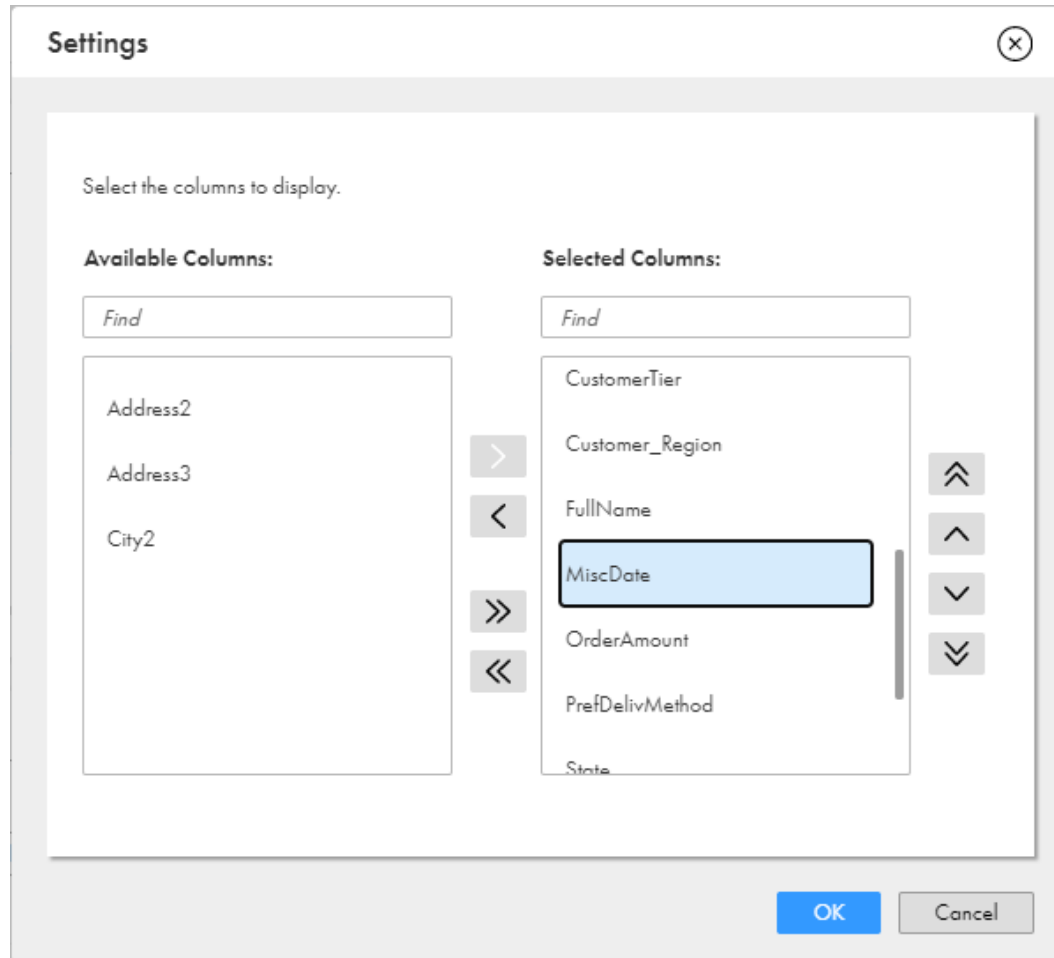 Settings
Select the columns to display.
Available Columns:
Selected Columns:
Find
Find
CustomerTier
Address2
Customer_Region
Address3
FullName
City2
MiscDate
OrderAmount
PrefDelivMethod
State
OK
Cancel